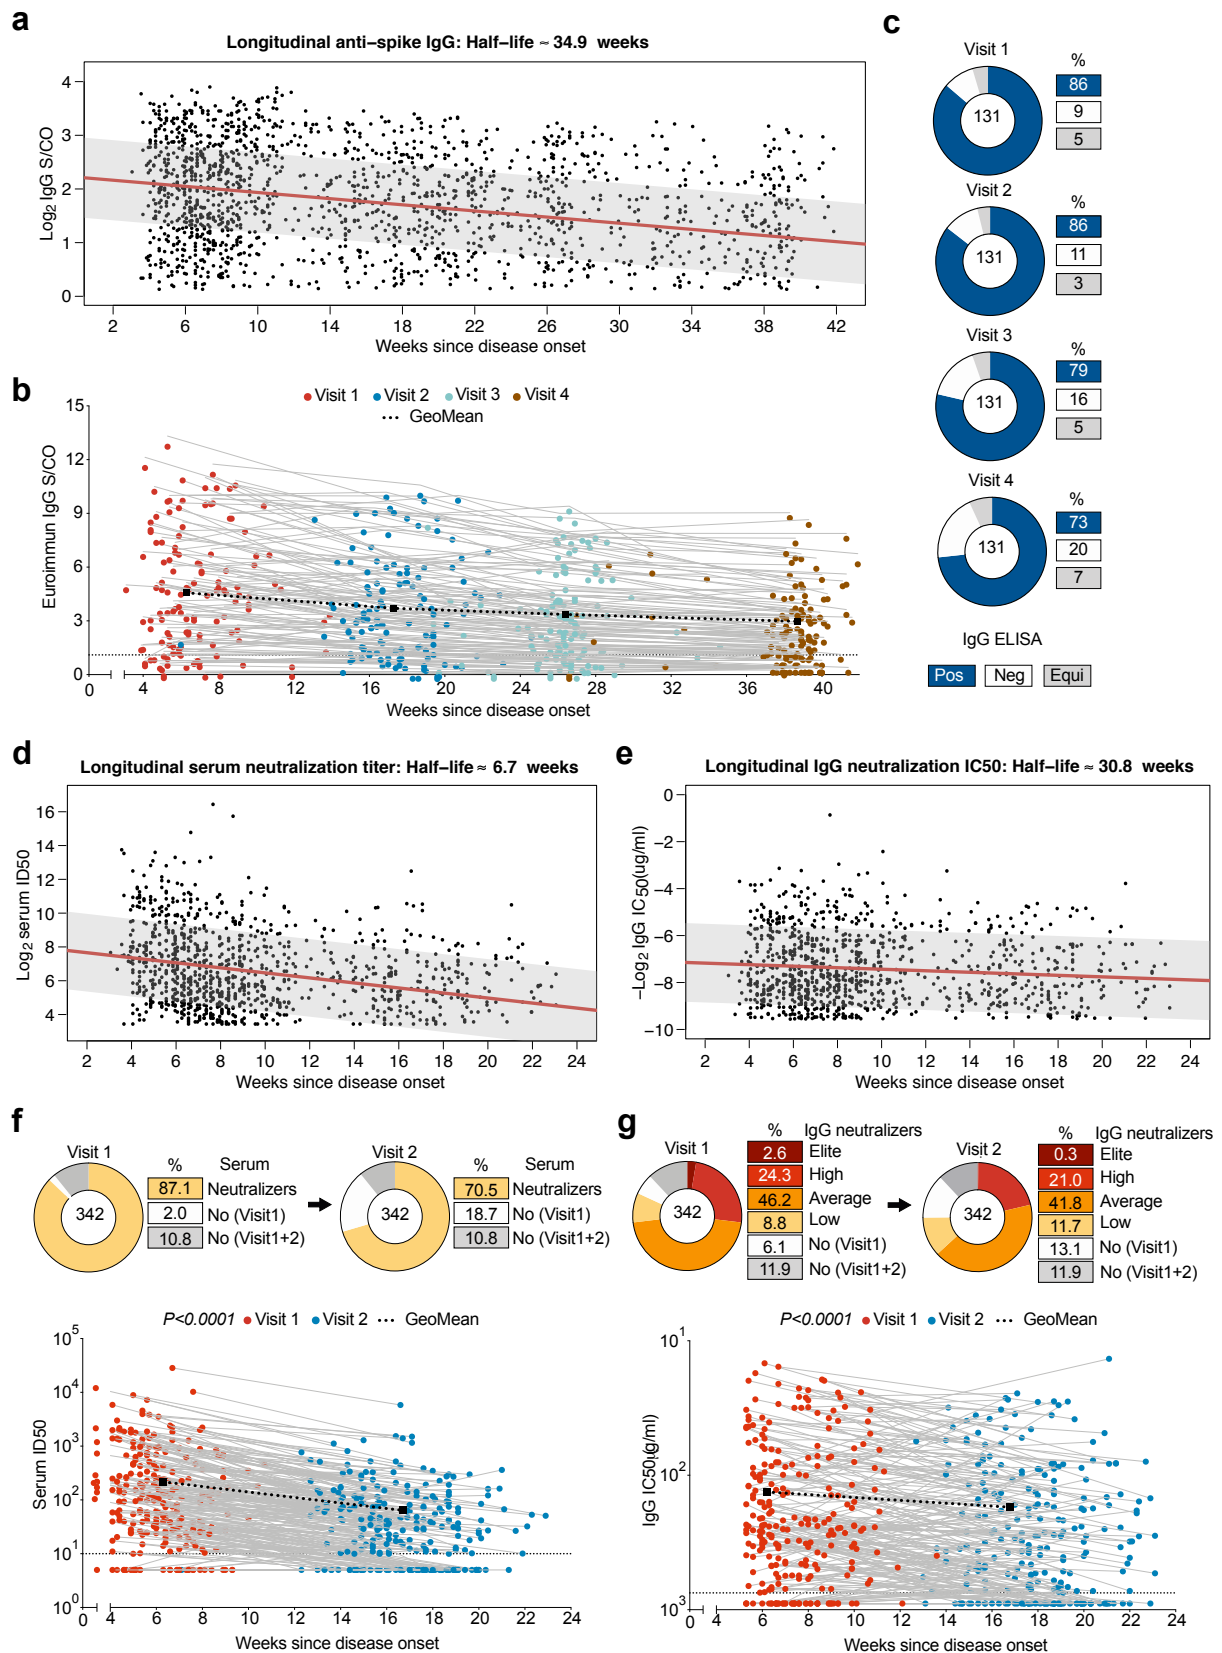 a
Longitudinal anti−spike IgG: Half−life ≈ 34.9 weeks
Log2 IgG S/CO
4
3
2
1
0
2 6 10 14 18 22 26 30 34 38 42
Weeks since disease onset
b
Visit 1 Visit 2 Visit 3 Visit 4
GeoMean
Euroimmun IgG S/CO
15
12
9
6
3
0
0 4 8 12 16 20 24 28 32 36 40
Weeks since disease onset
c
Visit 1
131
%
86
9
5
Visit 2
131
%
86
11
3
Visit 3
131
%
79
16
5
Visit 4
131
%
73
20
7
IgG ELISA
Pos Neg Equi
d
Longitudinal serum neutralization titer: Half−life ≈ 6.7 weeks
Log2 serum ID50
16
14
12
10
8
6
4
2 4 6 8 10 12 14 16 18 20 22 24
Weeks since disease onset
e
Longitudinal IgG neutralization IC50: Half−life ≈ 30.8 weeks
−Log2 IgG IC50(ug/ml)
0
−2
−4
−6
−8
−10
2 4 6 8 10 12 14 16 18 20 22 24
Weeks since disease onset
f
Visit 1
342
% Serum
87.1 Neutralizers
2.0 No (Visit1)
10.8 No (Visit1+2)
Visit 2
342
% Serum
70.5 Neutralizers
18.7 No (Visit1)
10.8 No (Visit1+2)
P<0.0001 Visit 1 Visit 2 GeoMean
Serum ID50
10^5
10^4
10^3
10^2
10^1
10^0
0 4 6 8 10 12 14 16 18 20 22 24
Weeks since disease onset
g
Visit 1
342
% IgG neutralizers
2.6 Elite
24.3 High
46.2 Average
8.8 Low
6.1 No (Visit1)
11.9 No (Visit1+2)
Visit 2
342
% IgG neutralizers
0.3 Elite
21.0 High
41.8 Average
11.7 Low
13.1 No (Visit1)
11.9 No (Visit1+2)
P<0.0001 Visit 1 Visit 2 GeoMean
IgG IC50(µg/ml)
10^1
10^2
10^3
0 4 6 8 10 12 14 16 18 20 22 24
Weeks since disease onset